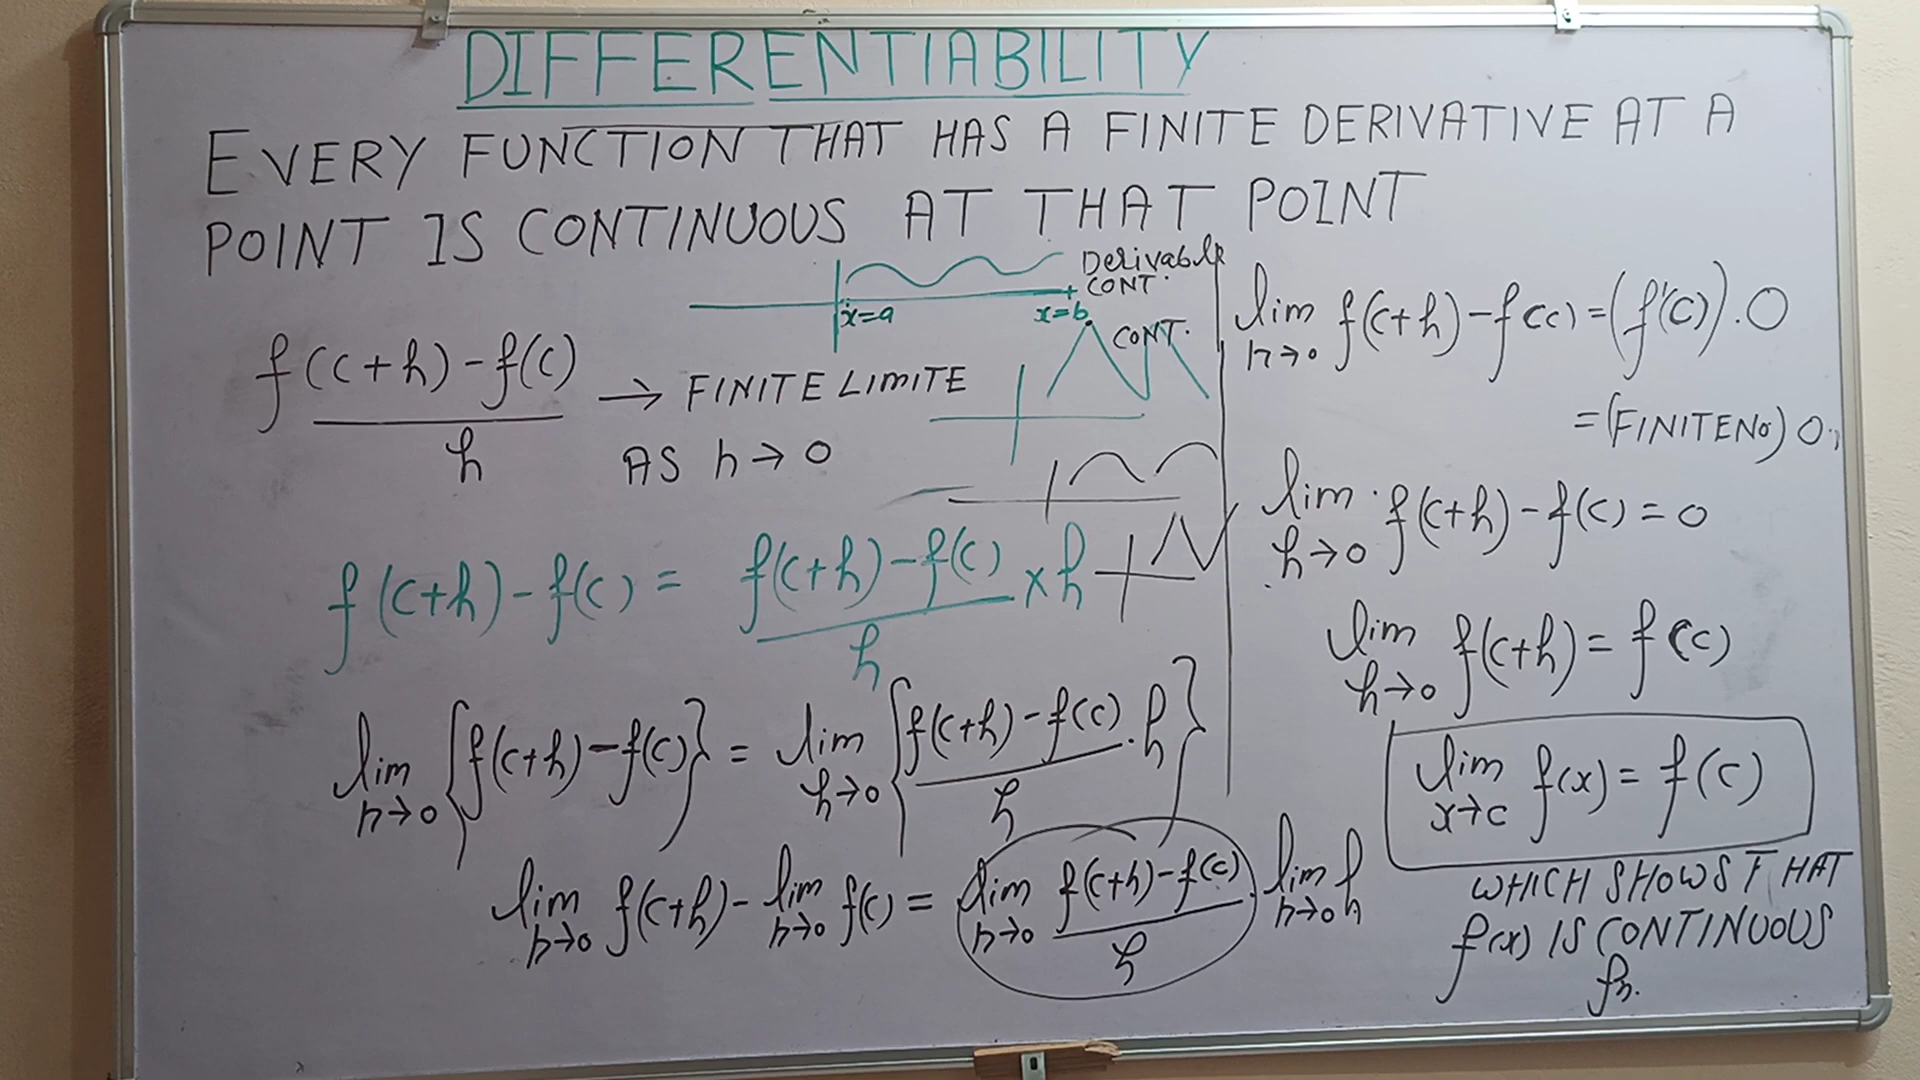 DIFFERENTIABILITY
EVERY FUNCTION THAT HAS A FINITE DERIVATIVE AT A
POINT IS CONTINUOUS AT THAT POINT
Derivable
CONT.
x=a
x=b
CONT.
f(c+h)-f(c)
h
→ FINITE LIMITE
AS h→0
f(c+h)-f(c) = f(c+h)-f(c) × h
h
lim {f(c+h)-f(c)} = lim {f(c+h)-f(c) . h}
h→0 h→0 h
lim f(c+h) - lim f(c) = lim f(c+h)-f(c) . lim h
h→0 h→0 h→0 h h→0
lim f(c+h)-f(c) = (f'(c)).0
h→0
= (FINITE No) 0
lim f(c+h)-f(c) = 0
h→0
lim f(c+h) = f(c)
h→0
lim f(x) = f(c)
x→c
WHICH SHOWS THAT
f(x) IS CONTINUOUS
fn.